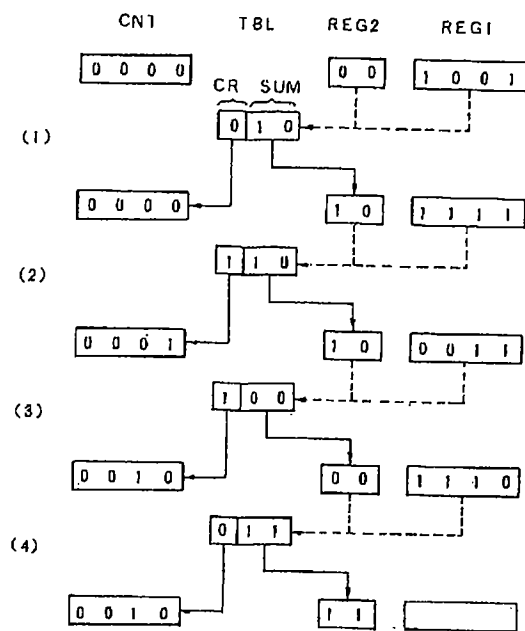 CNT TBL REG2 REG1
0 0 0 0 0 0 1 0 0 1
CR SUM
(1) 0 1 0
0 0 0 0 1 0 1 1 1 1
(2) 1 1 0
0 0 0 1 1 0 0 0 1 1
(3) 1 0 0
0 0 1 0 0 0 1 1 1 0
(4) 0 1 1
0 0 1 0 1 1